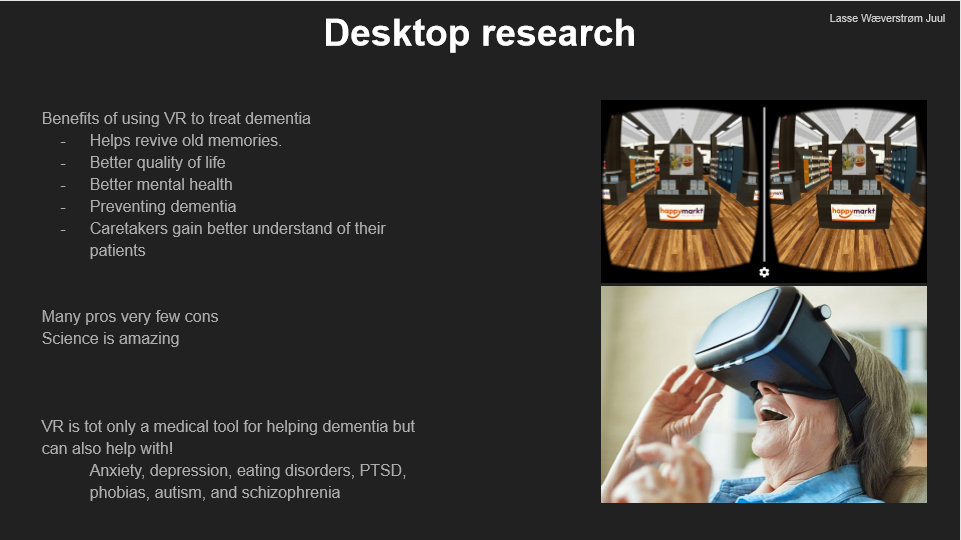 Lasse Wæverstrøm Juul
Desktop research
Benefits of using VR to treat dementia
- Helps revive old memories.
- Better quality of life
- Better mental health
- Preventing dementia
- Caretakers gain better understand of their
patients
Many pros very few cons
Science is amazing
VR is tot only a medical tool for helping dementia but
can also help with!
Anxiety, depression, eating disorders, PTSD,
phobias, autism, and schizophrenia
happymarkt
happymarkt